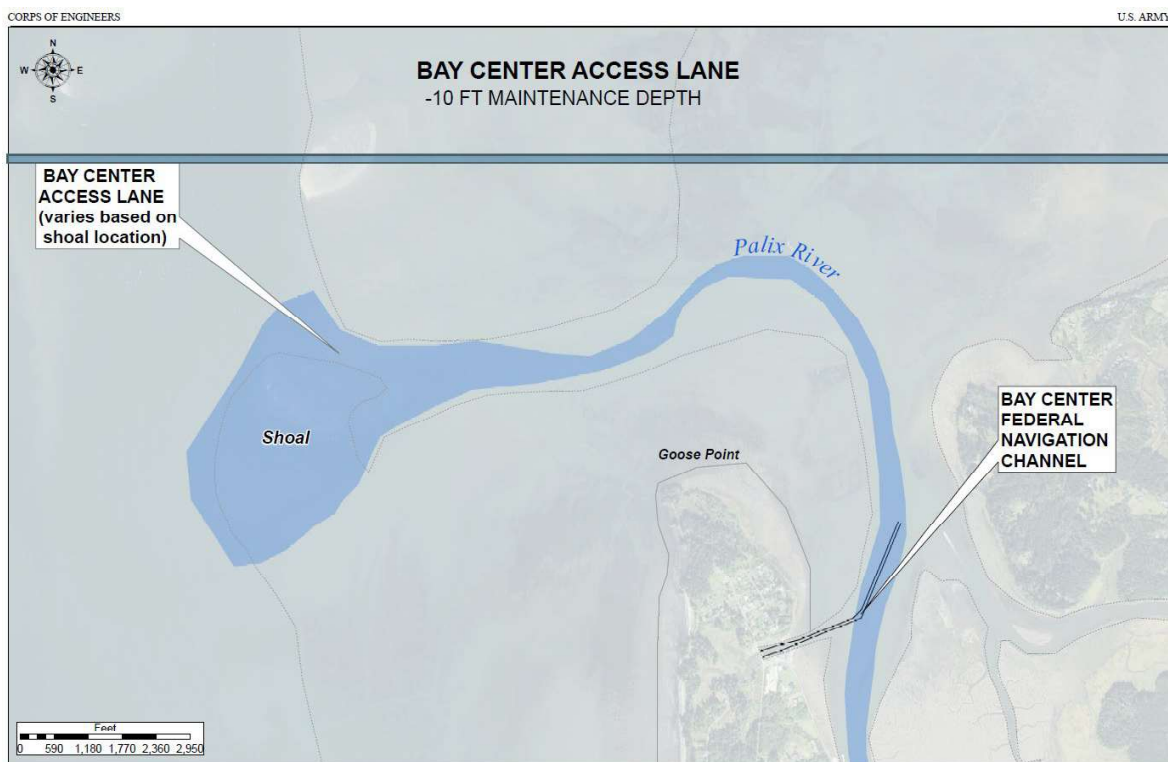 CORPS OF ENGINEERS
U.S. ARMY
N
W
E
S
BAY CENTER ACCESS LANE
-10 FT MAINTENANCE DEPTH
BAY CENTER
ACCESS LANE
(varies based on
shoal location)
Palix River
Shoal
Goose Point
BAY CENTER
FEDERAL
NAVIGATION
CHANNEL
Feet
0 590 1,180 1,770 2,360 2,950